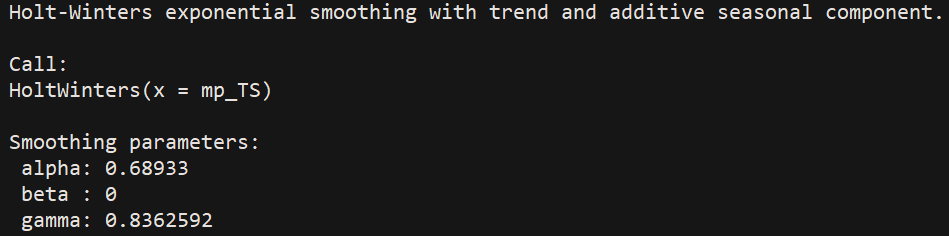 Holt-Winters exponential smoothing with trend and additive seasonal component.
Call:
HoltWinters(x = mp_TS)
Smoothing parameters:
alpha: 0.68933
beta : 0
gamma: 0.8362592